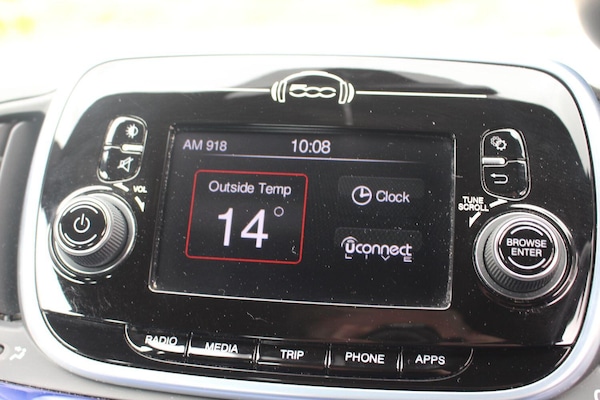 500
AM 918 10:08
Outside Temp
14°
Clock
uconnect
LIVE
VOL
TUNE
SCROLL
BROWSE
ENTER
RADIO MEDIA TRIP PHONE APPS